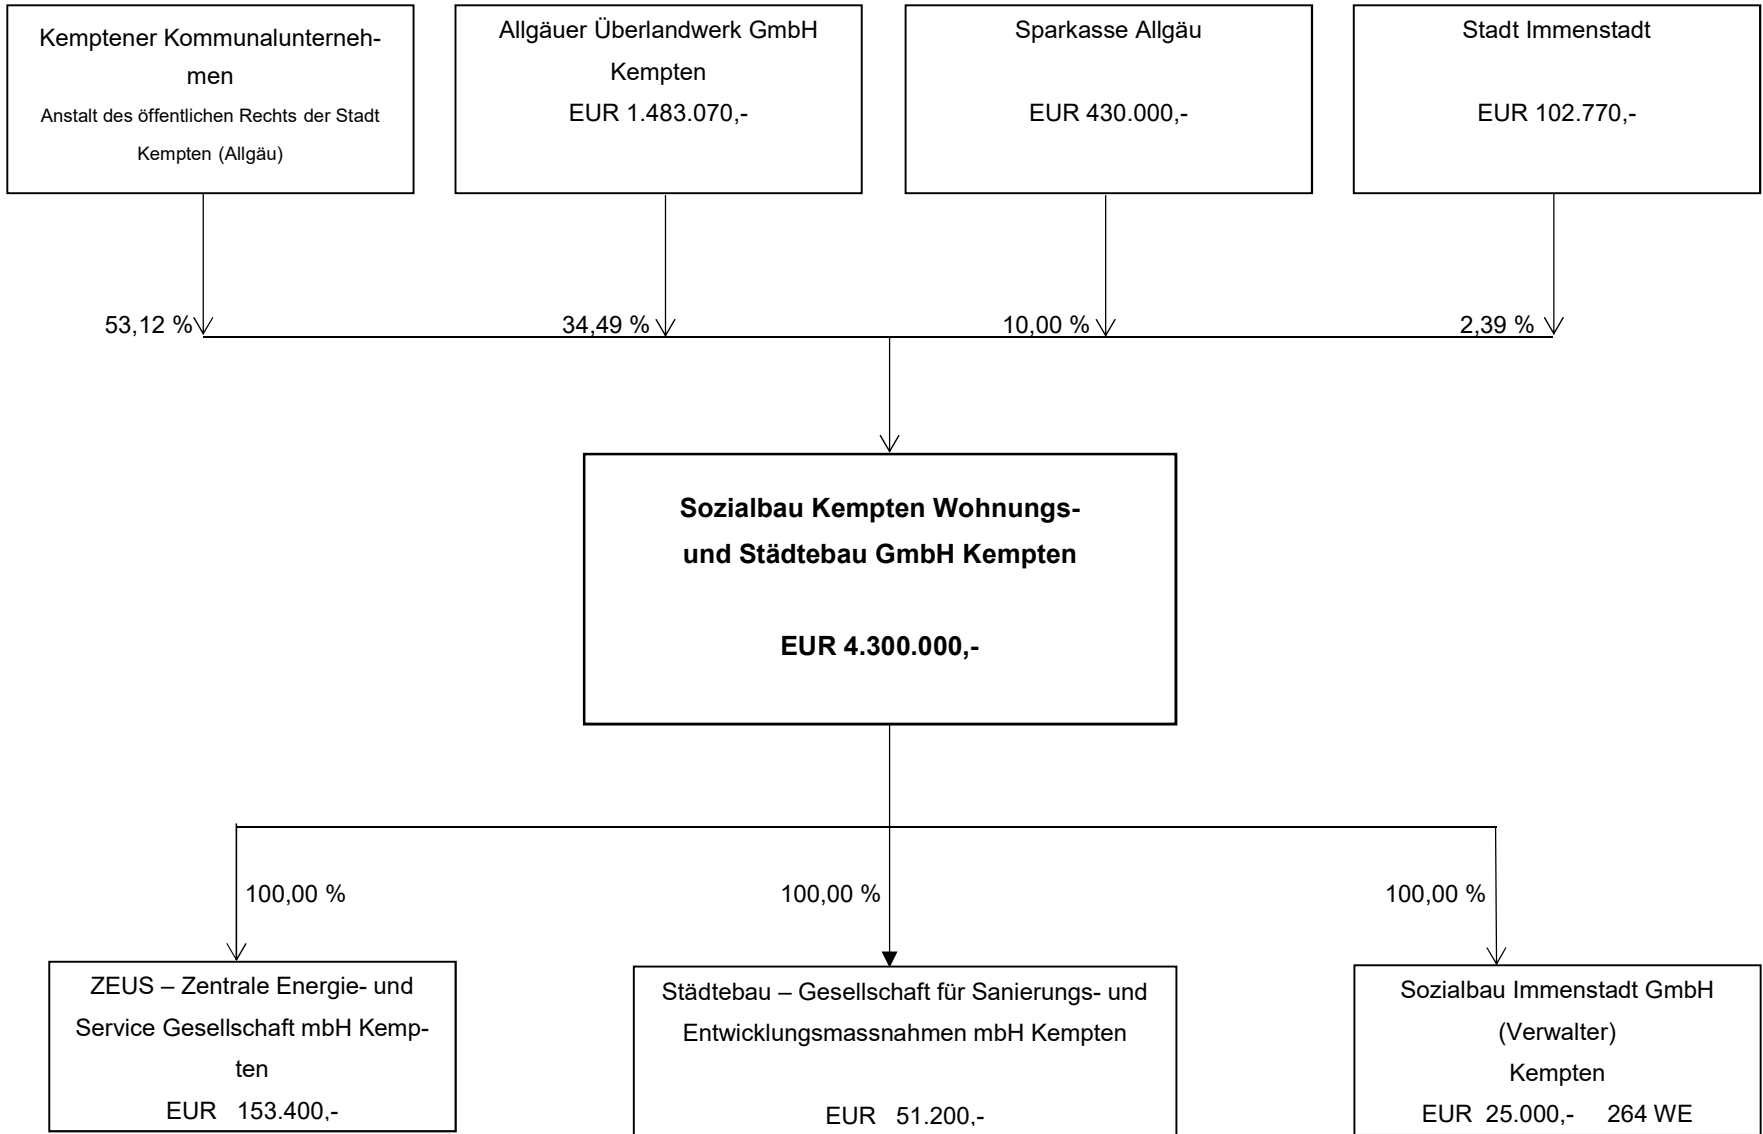 Kemptener Kommunalunterneh-
men
Anstalt des öffentlichen Rechts der Stadt
Kempten (Allgäu)
Allgäuer Überlandwerk GmbH
Kempten
EUR 1.483.070,-
Sparkasse Allgäu
EUR 430.000,-
Stadt Immenstadt
EUR 102.770,-
53,12 %
34,49 %
10,00 %
2,39 %
Sozialbau Kempten Wohnungs-
und Städtebau GmbH Kempten
EUR 4.300.000,-
100,00 %
100,00 %
100,00 %
ZEUS – Zentrale Energie- und
Service Gesellschaft mbH Kemp-
ten
EUR 153.400,-
Städtebau – Gesellschaft für Sanierungs- und
Entwicklungsmassnahmen mbH Kempten
EUR 51.200,-
Sozialbau Immenstadt GmbH
(Verwalter)
Kempten
EUR 25.000,- 264 WE